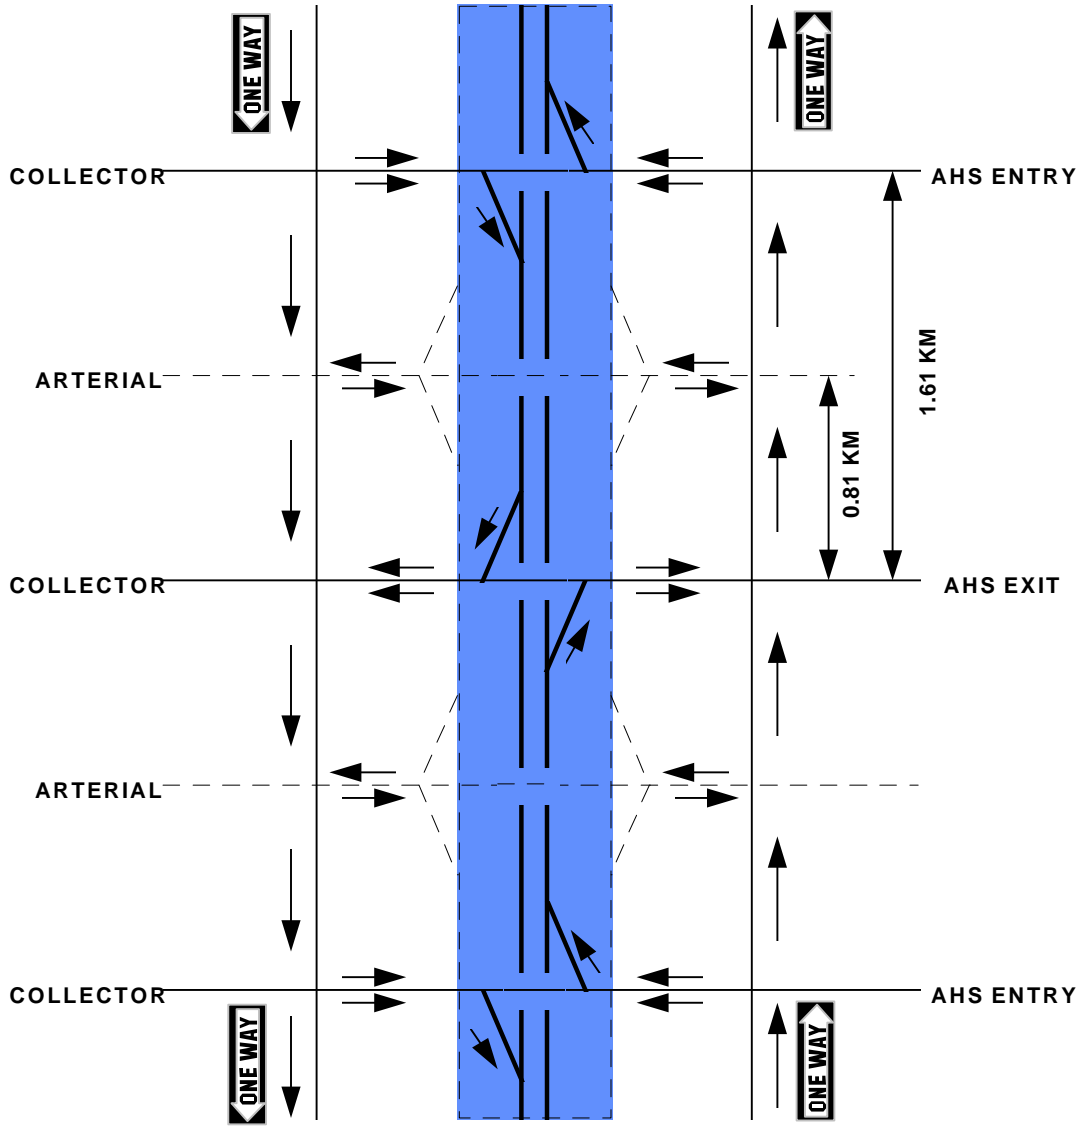 ONE WAY
ONE WAY
COLLECTOR
AHS ENTRY
ARTERIAL
1.61 KM
0.81 KM
COLLECTOR
AHS EXIT
ARTERIAL
COLLECTOR
AHS ENTRY
ONE WAY
ONE WAY